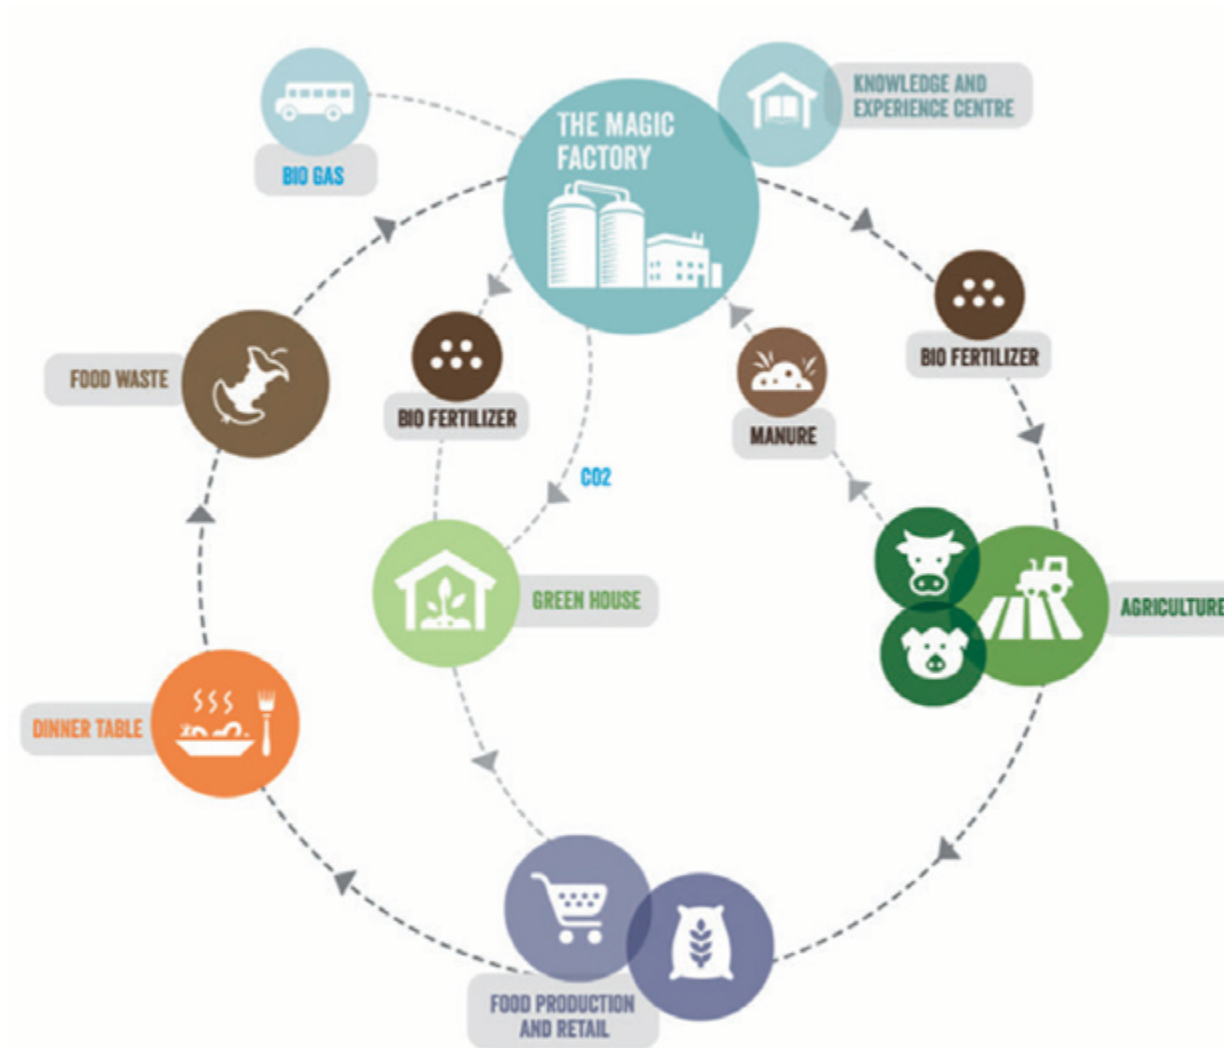 THE MAGIC
FACTORY
KNOWLEDGE AND
EXPERIENCE CENTRE
BIO GAS
BIO FERTILIZER
FOOD WASTE
BIO FERTILIZER
MANURE
CO2
GREEN HOUSE
AGRICULTURE
DINNER TABLE
FOOD PRODUCTION
AND RETAIL